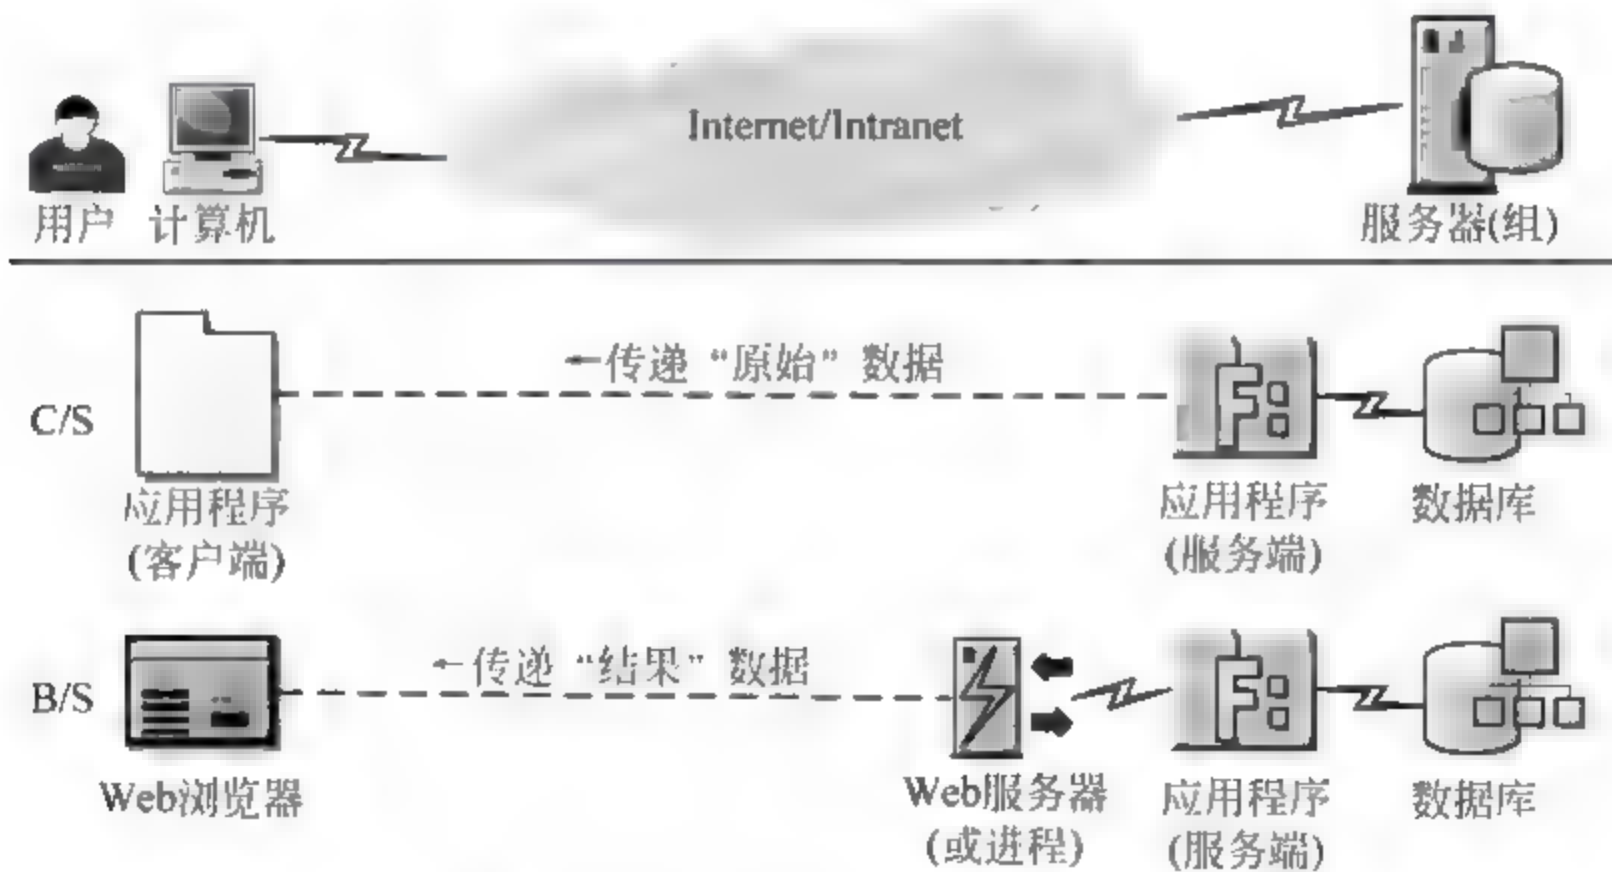 Internet/Intranet
用户 计算机 服务器(组)
←传递“原始”数据
C/S
应用程序
(客户端)
应用程序
(服务端)
数据库
←传递“结果”数据
B/S
Web浏览器
Web服务器
(或进程)
应用程序
(服务端)
数据库